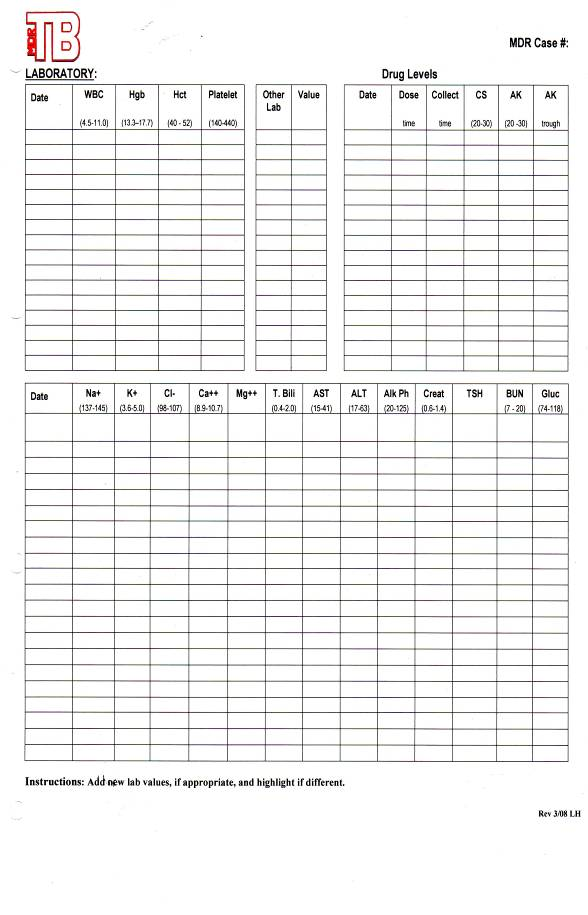 MDR TB
MDR Case #:
LABORATORY:
Drug Levels
Date WBC Hgb Hct Platelet
(4.5-11.0) (13.3-17.7) (40 - 52) (140-440)
Other Lab Value
Date Dose Collect CS AK AK
time time (20-30) (20 -30) trough
Date Na+ K+ Cl- Ca++ Mg++ T. Bili AST ALT Alk Ph Creat TSH BUN Gluc
(137-145) (3.6-5.0) (98-107) (8.9-10.7) (0.4-2.0) (15-41) (17-63) (20-125) (0.6-1.4) (7 - 20) (74-118)
Instructions: Add new lab values, if appropriate, and highlight if different.
Rev 3/08 LH